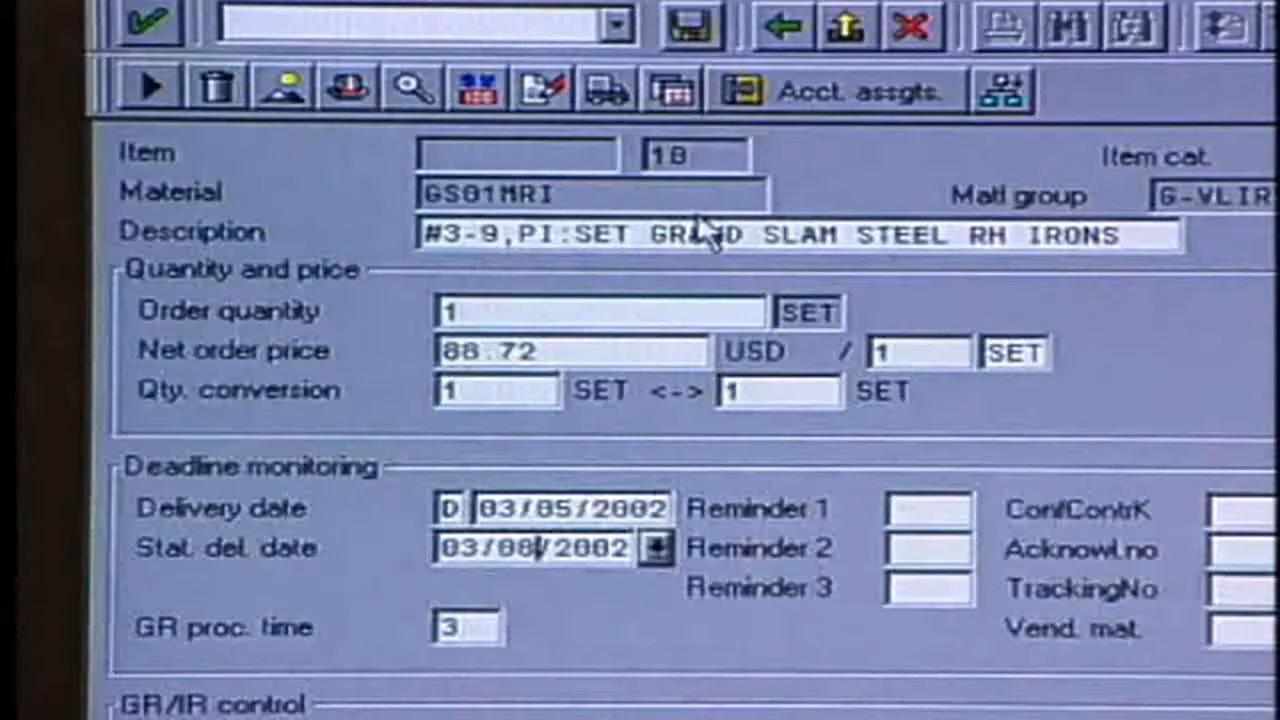 Acct. assgts.
Item 10 Item cat.
Material GS01MRI Matl group G-VLIR
Description #3-9,PI:SET GRAND SLAM STEEL RH IRONS
Quantity and price
Order quantity 1 SET
Net order price 88.72 USD / 1 SET
Qty. conversion 1 SET <-> 1 SET
Deadline monitoring
Delivery date D 03/05/2002 Reminder 1 ConfContrK
Stat. del. date 03/08/2002 Reminder 2 Acknowl.no
Reminder 3 TrackingNo
GR proc. time 3 Vend. mat.
GR/IR control